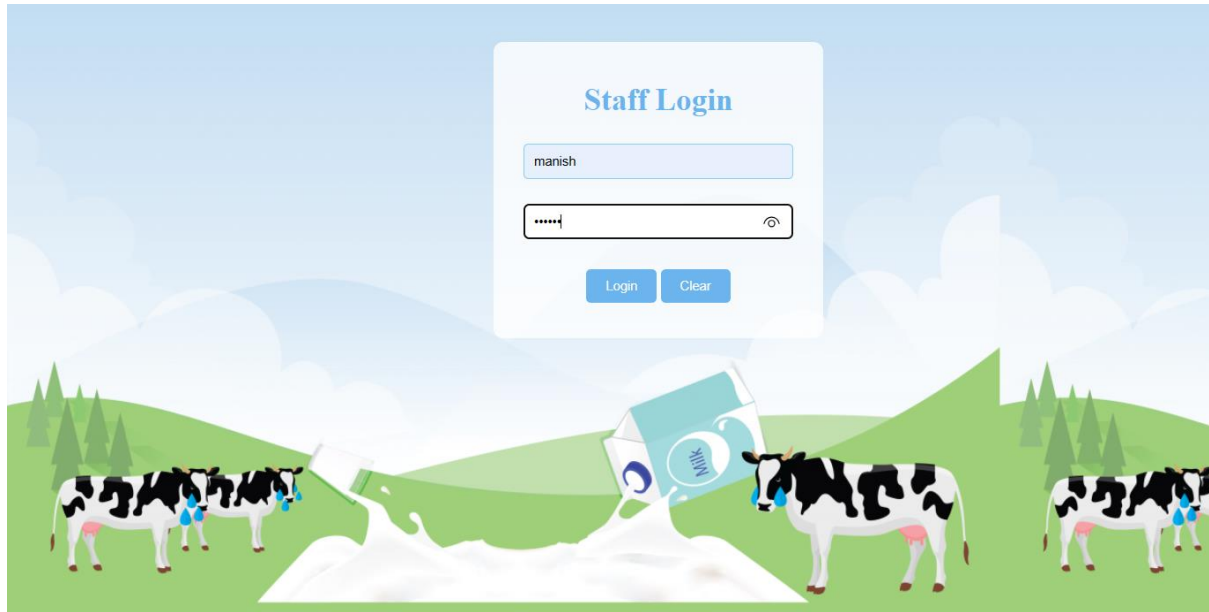 Staff Login
manish
••••••
Login Clear
Milk